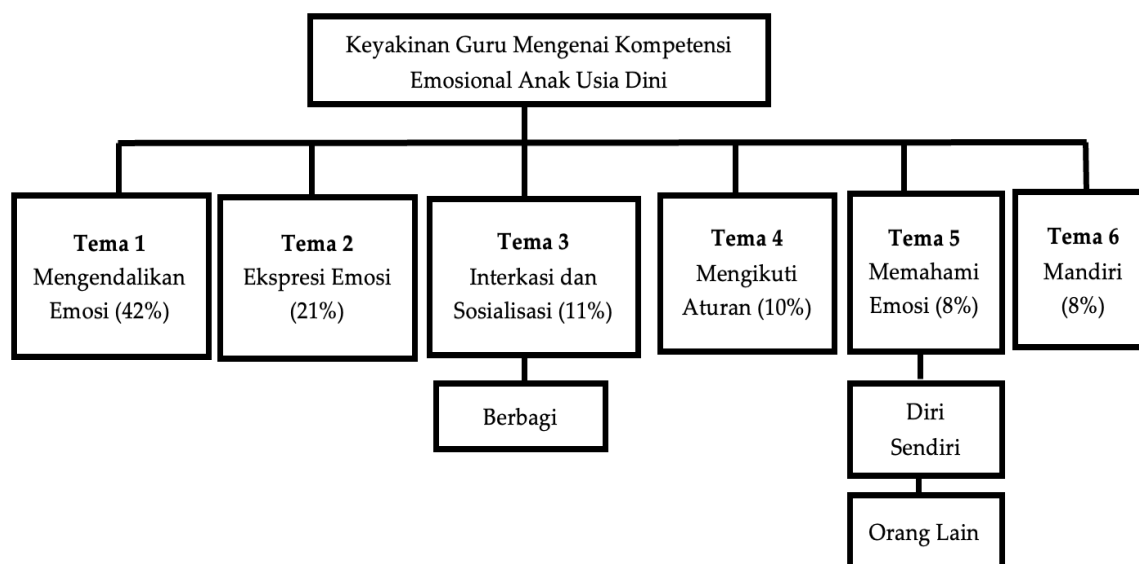 Keyakinan Guru Mengenai Kompetensi
Emosional Anak Usia Dini
Tema 1
Mengendalikan
Emosi (42%)
Tema 2
Ekspresi Emosi
(21%)
Tema 3
Interkasi dan
Sosialisasi (11%)
Berbagi
Tema 4
Mengikuti
Aturan (10%)
Tema 5
Memahami
Emosi (8%)
Diri
Sendiri
Orang Lain
Tema 6
Mandiri
(8%)